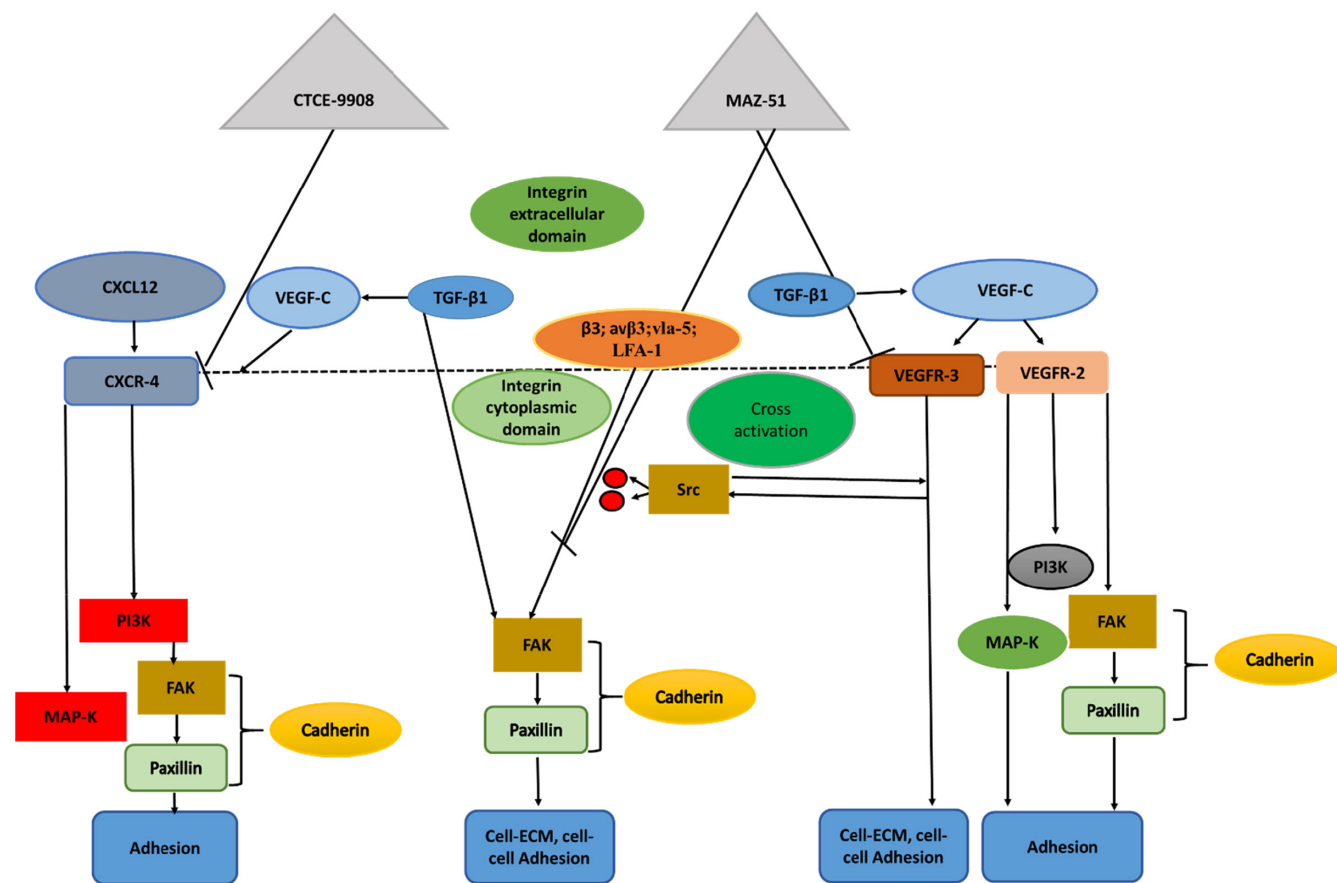 CTCE-9908
MAZ-51
Integrin
extracellular
domain
CXCL12
VEGF-C
TGF-β1
TGF-β1
VEGF-C
β3; avβ3;vla-5;
LFA-1
CXCR-4
VEGFR-3
VEGFR-2
Integrin
cytoplasmic
domain
Cross
activation
Src
PI3K
PI3K
FAK
FAK
MAP-K
Cadherin
FAK
MAP-K
Cadherin
Cadherin
Paxillin
Paxillin
Paxillin
Adhesion
Cell-ECM, cell-
cell Adhesion
Cell-ECM, cell-
cell Adhesion
Adhesion